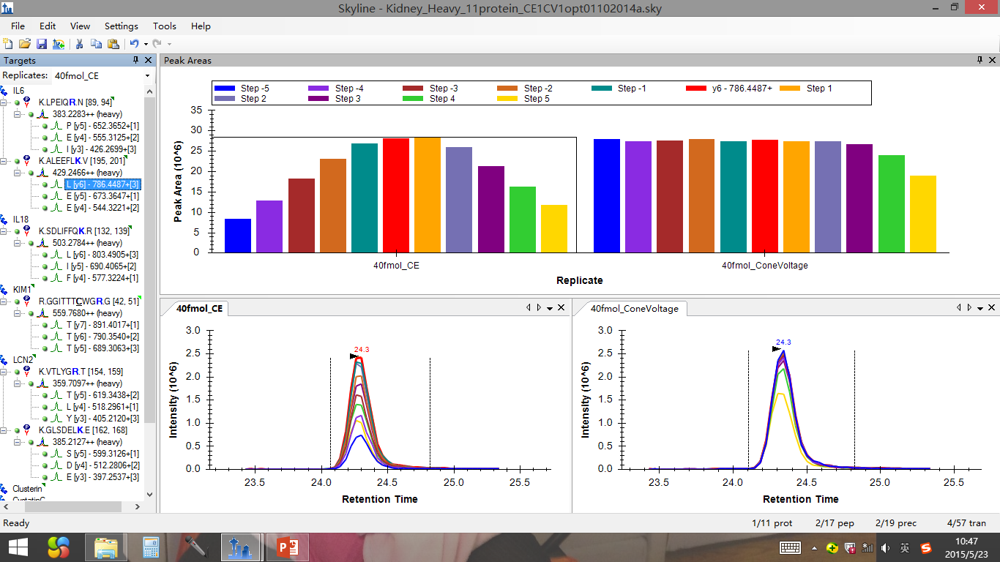 Skyline - Kidney_Heavy_11protein_CE1CV1opt01102014a.sky
File Edit View Settings Tools Help
Targets
Replicates: 40fmol_CE
IL6
K.LPEIQR.N [89, 94]
383.2283++ (heavy)
P [y5] - 652.3652+[1]
E [y4] - 555.3125+[2]
I [y3] - 426.2699+[3]
K.ALEEFLK.V [195, 201]
429.2466++ (heavy)
L [y6] - 786.4487+[3]
E [y5] - 673.3647+[1]
E [y4] - 544.3221+[2]
IL18
K.SDLIFFQK.R [132, 139]
503.2784++ (heavy)
L [y6] - 803.4905+[3]
I [y5] - 690.4065+[2]
F [y4] - 577.3224+[1]
KIM1
R.GGITTTCWGR.G [42, 51]
559.7680++ (heavy)
T [y7] - 891.4017+[1]
T [y6] - 790.3540+[2]
T [y5] - 689.3063+[3]
LCN2
K.VTLYGR.T [154, 159]
359.7097++ (heavy)
T [y5] - 619.3438+[2]
L [y4] - 518.2961+[1]
Y [y3] - 405.2120+[3]
K.GLSDELK.E [162, 168]
385.2127++ (heavy)
S [y5] - 599.3126+[1]
D [y4] - 512.2806+[2]
E [y3] - 397.2537+[3]
Clusterin
Peak Areas
Step -5 Step -4 Step -3 Step -2 Step -1 y6 - 786.4487+ Step 1
Step 2 Step 3 Step 4 Step 5
Peak Area (10^6)
35
30
25
20
15
10
5
0
40fmol_CE 40fmol_ConeVoltage
Replicate
40fmol_CE
Intensity (10^6)
3.0
2.5
2.0
1.5
1.0
0.5
0.0
24.3
23.5 24.0 24.5 25.0 25.5
Retention Time
40fmol_ConeVoltage
Intensity (10^6)
3.0
2.5
2.0
1.5
1.0
0.5
0.0
24.3
23.5 24.0 24.5 25.0 25.5
Retention Time
Ready 1/11 prot 2/17 pep 2/19 prec 4/57 tran
英
10:47
2015/5/23